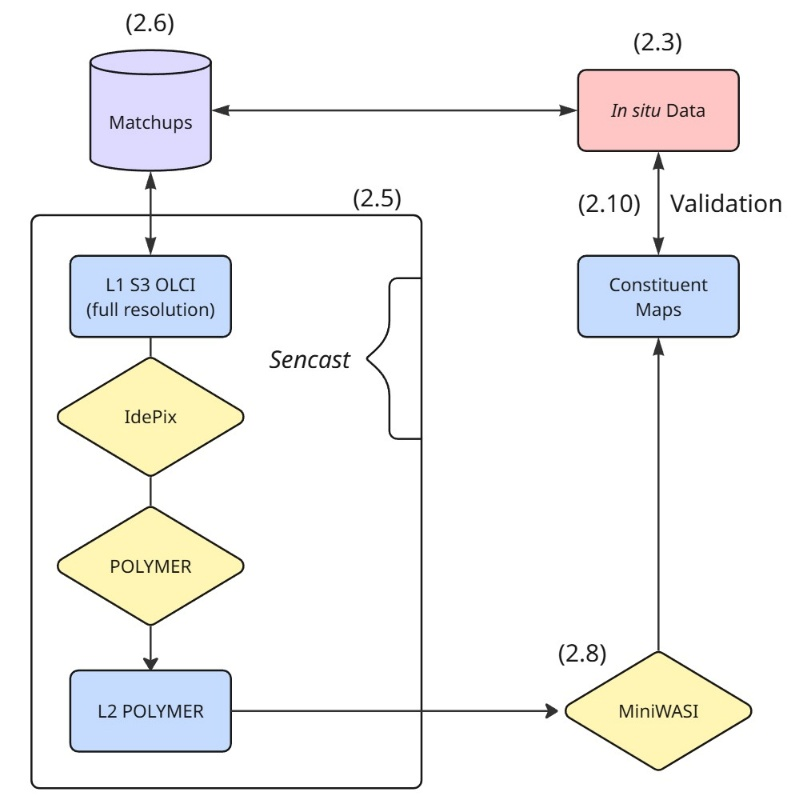 (2.6)
(2.3)
Matchups
In situ Data
(2.5)
(2.10)
Validation
L1 S3 OLCI
(full resolution)
Constituent
Maps
Sencast
IdePix
POLYMER
(2.8)
L2 POLYMER
MiniWASI